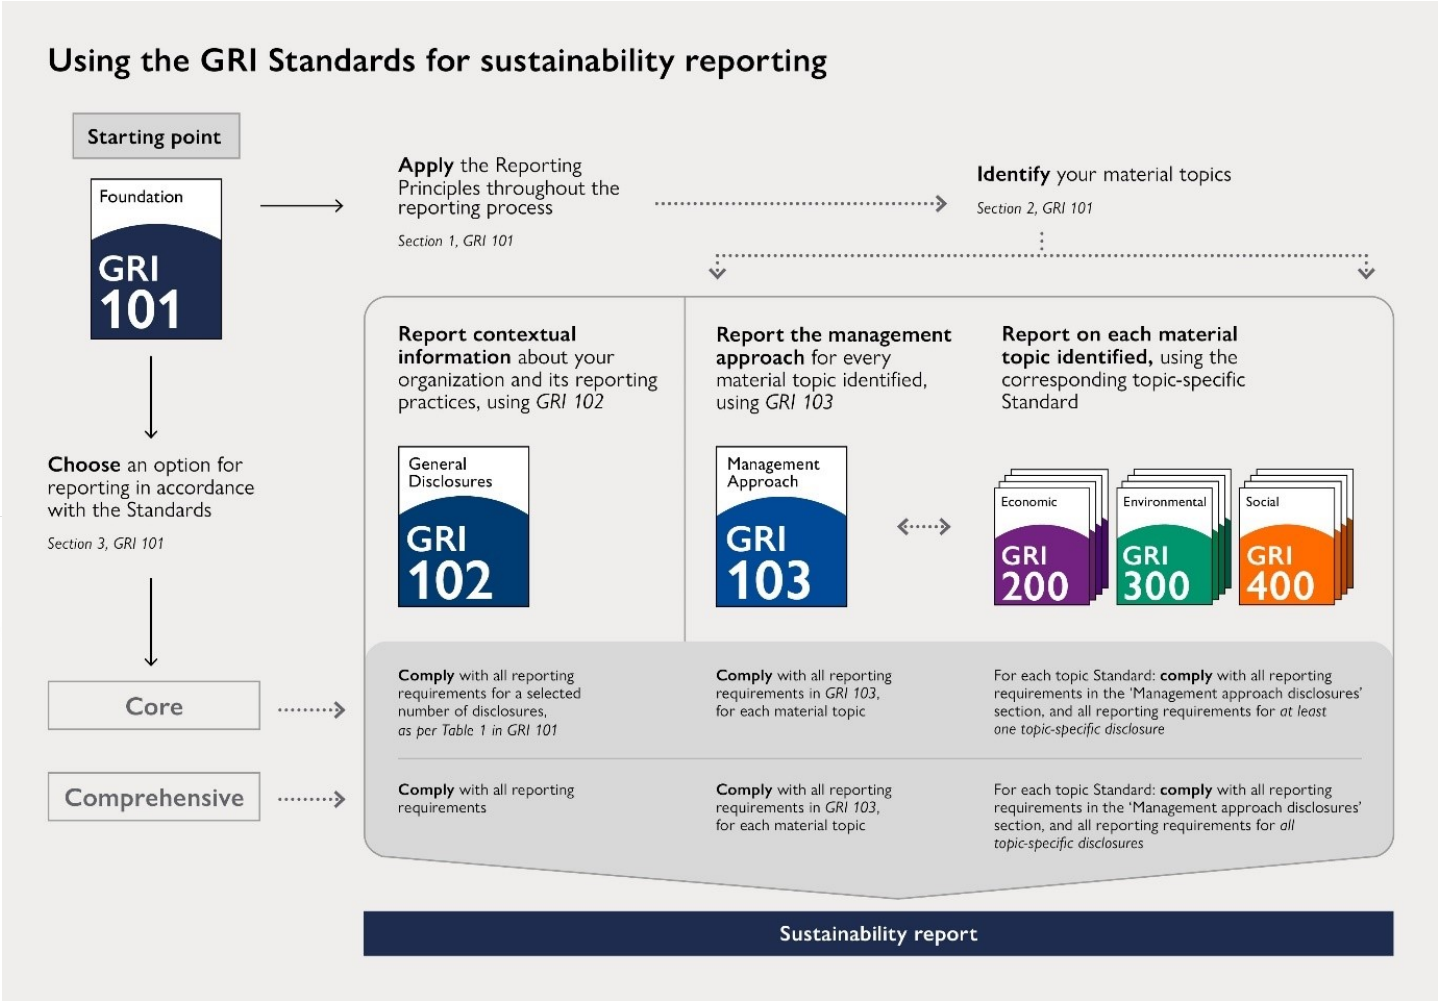 Using the GRI Standards for sustainability reporting
Starting point
Foundation
GRI
101
Apply the Reporting
Principles throughout the
reporting process
Section 1, GRI 101
Identify your material topics
Section 2, GRI 101
Choose an option for
reporting in accordance
with the Standards
Section 3, GRI 101
Report contextual
information about your
organization and its reporting
practices, using GRI 102
General
Disclosures
GRI
102
Report the management
approach for every
material topic identified,
using GRI 103
Management
Approach
GRI
103
Report on each material
topic identified, using the
corresponding topic-specific
Standard
Economic
GRI
200
Environmental
GRI
300
Social
GRI
400
Core
Comply with all reporting
requirements for a selected
number of disclosures,
as per Table 1 in GRI 101
Comply with all reporting
requirements in GRI 103,
for each material topic
For each topic Standard: comply with all reporting
requirements in the ‘Management approach disclosures’
section, and all reporting requirements for at least
one topic-specific disclosure
Comprehensive
Comply with all reporting
requirements
Comply with all reporting
requirements in GRI 103,
for each material topic
For each topic Standard: comply with all reporting
requirements in the ‘Management approach disclosures’
section, and all reporting requirements for all
topic-specific disclosures
Sustainability report